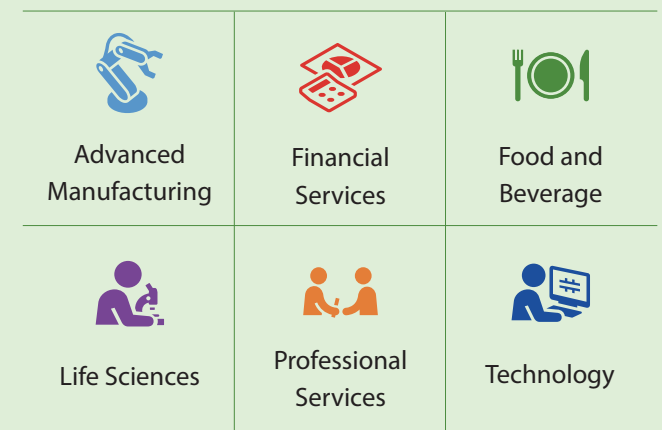 Advanced
Manufacturing
Financial
Services
Food and
Beverage
Life Sciences
Professional
Services
Technology